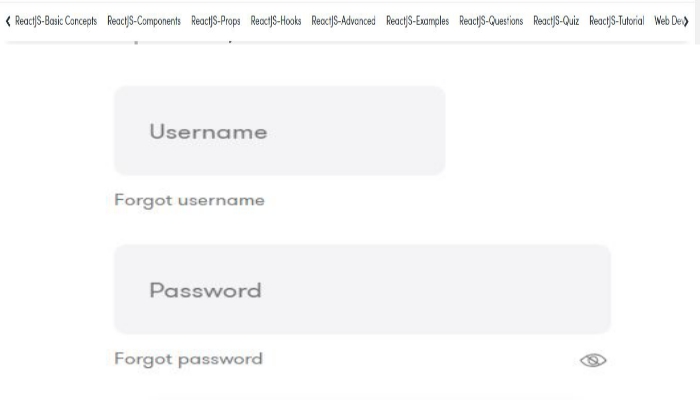 ReactJS-Basic Concepts ReactJS-Components ReactJS-Props ReactJS-Hooks ReactJS-Advanced ReactJS-Examples ReactJS-Questions ReactJS-Quiz ReactJS-Tutorial Web Dev
Username
Forgot username
Password
Forgot password